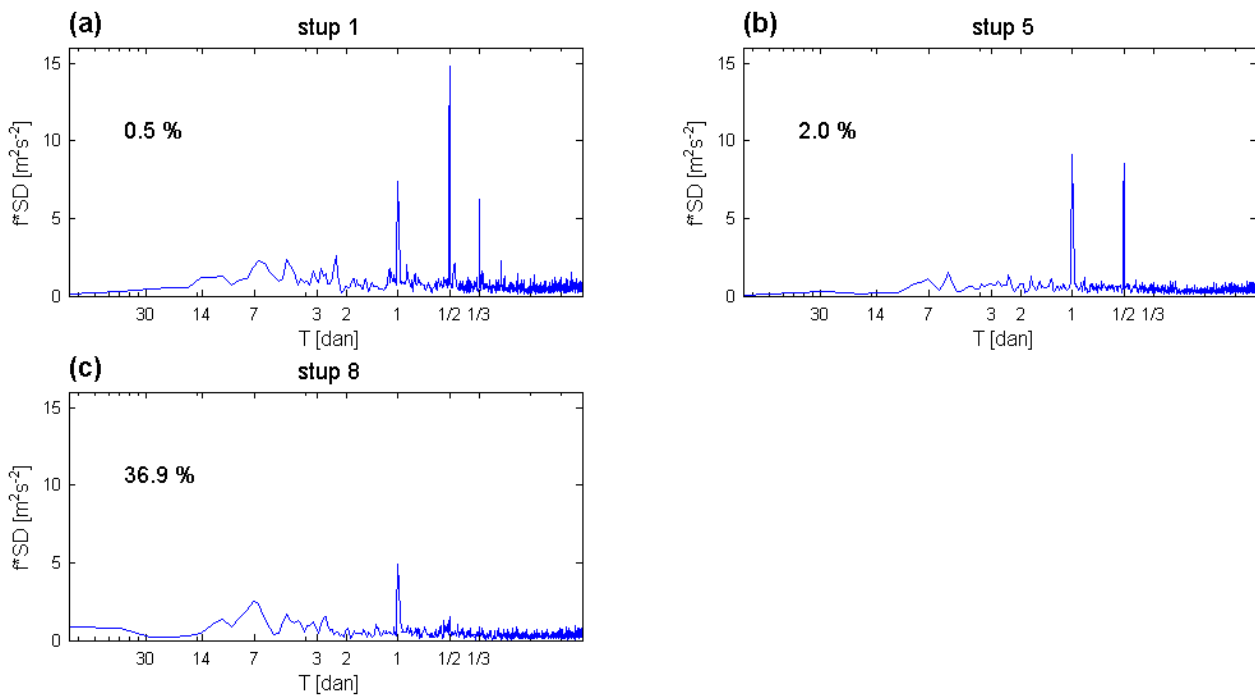 (a) stup 1
15
10
5
0
f*SD [m²s⁻²]
0.5 %
30 14 7 3 2 1 1/2 1/3
T [dan]
(b) stup 5
15
10
5
0
f*SD [m²s⁻²]
2.0 %
30 14 7 3 2 1 1/2 1/3
T [dan]
(c) stup 8
15
10
5
0
f*SD [m²s⁻²]
36.9 %
30 14 7 3 2 1 1/2 1/3
T [dan]